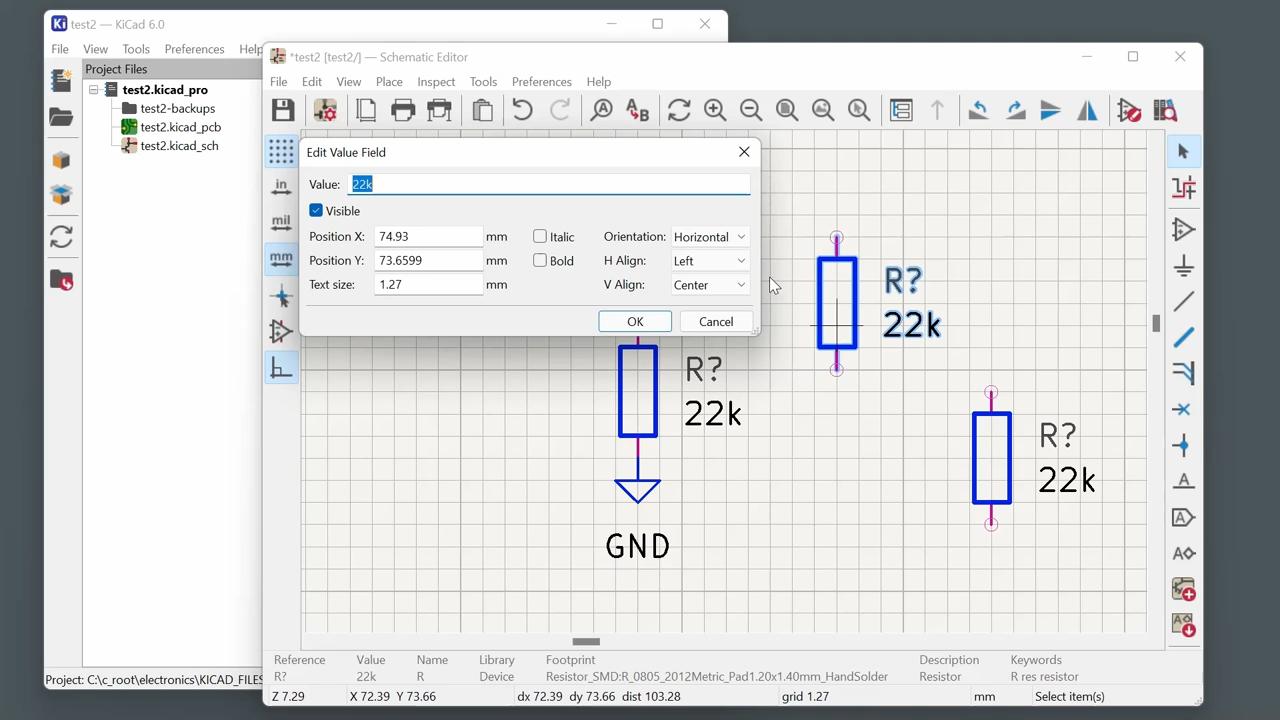 test2 — KiCad 6.0
File View Tools Preferences Help
Project Files
test2.kicad_pro
test2-backups
test2.kicad_pcb
test2.kicad_sch
Project: C:\c_root\electronics\KICAD_FILES
*test2 [test2/] — Schematic Editor
File Edit View Place Inspect Tools Preferences Help
in
mil
mm
Edit Value Field
Value: 22k
Visible
Position X: 74.93 mm Italic Orientation: Horizontal
Position Y: 73.6599 mm Bold H Align: Left
Text size: 1.27 V Align: Center
OK Cancel
R?
22k
R?
22k
R?
22k
GND
Reference Value Name Library Footprint Description Keywords
R? 22k R Device Resistor_SMD:R_0805_2012Metric_Pad1.20x1.40mm_HandSolder Resistor R res resistor
Z 7.29 X 72.39 Y 73.66 dx 72.39 dy 73.66 dist 103.28 grid 1.27 mm Select item(s)